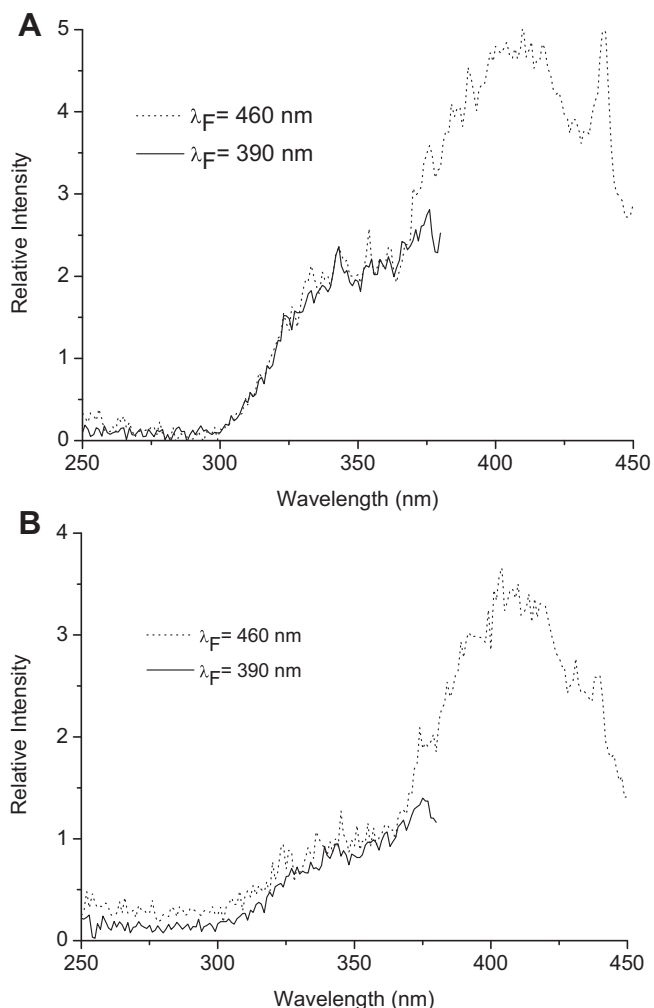 A
5
4
3
2
1
0
Relative Intensity
λF= 460 nm
λF= 390 nm
250 300 350 400 450
Wavelength (nm)
B
4
3
2
1
0
Relative Intensity
λF= 460 nm
λF= 390 nm
250 300 350 400 450
Wavelength (nm)